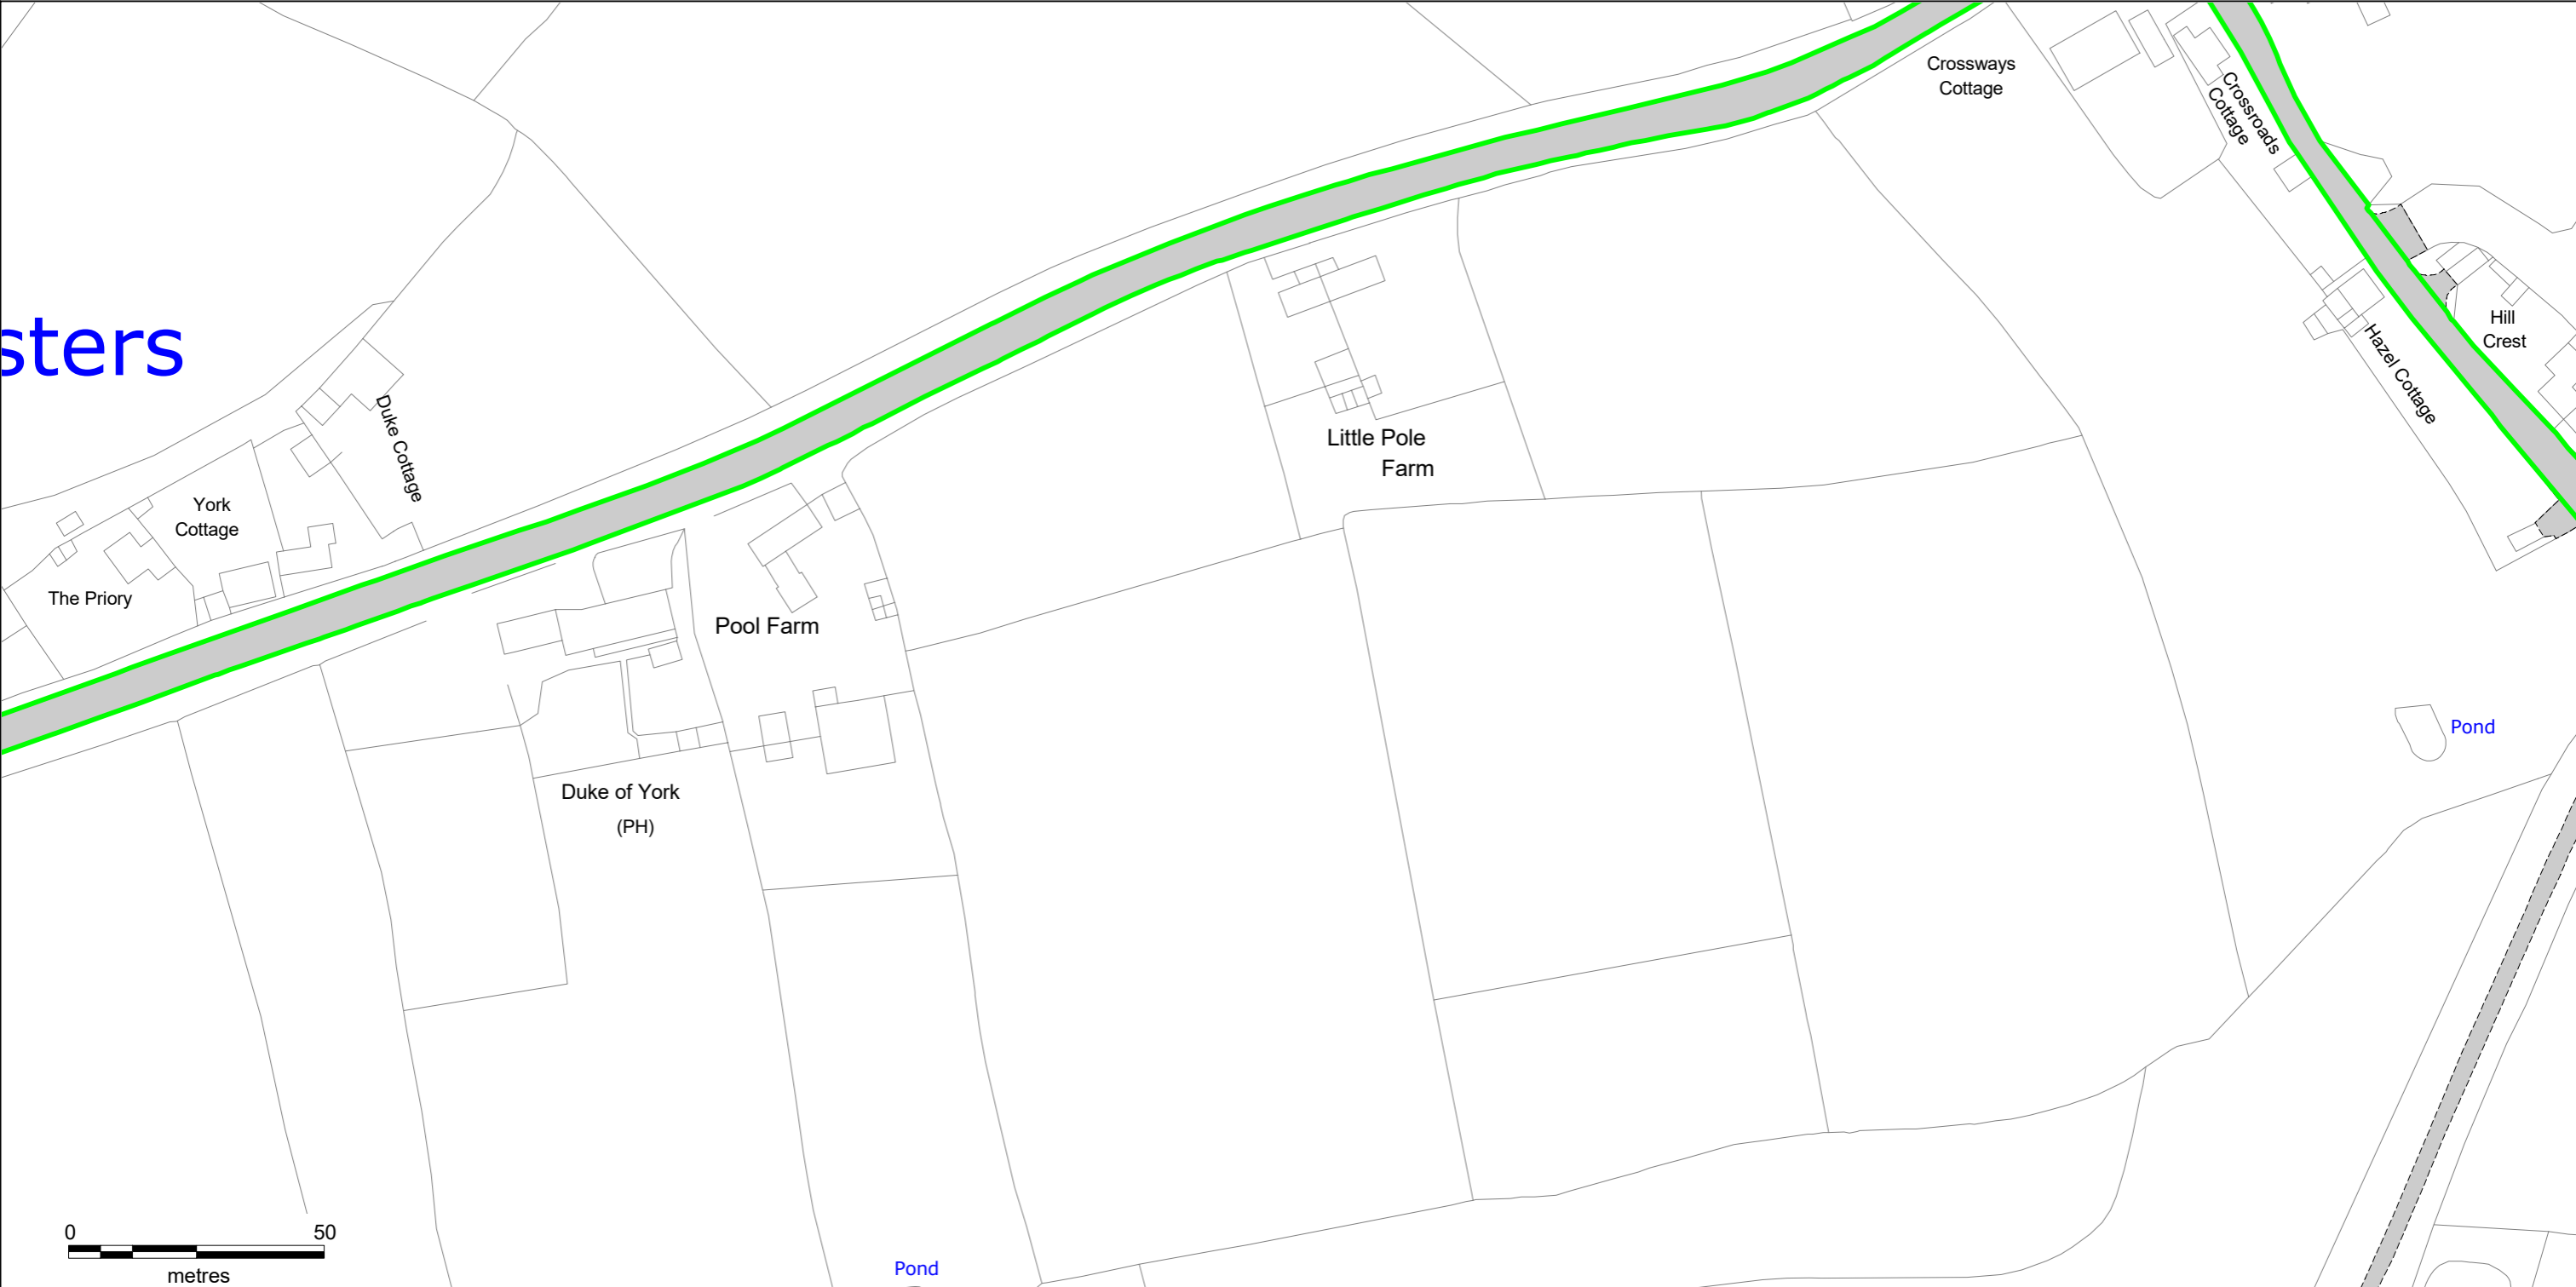 Crossways
Cottage
Crossroads
Cottage
Hill
Crest
Hazel Cottage
sters
Duke Cottage
Little Pole
Farm
York
Cottage
The Priory
Pool Farm
Pond
Duke of York
(PH)
0 50
metres
Pond